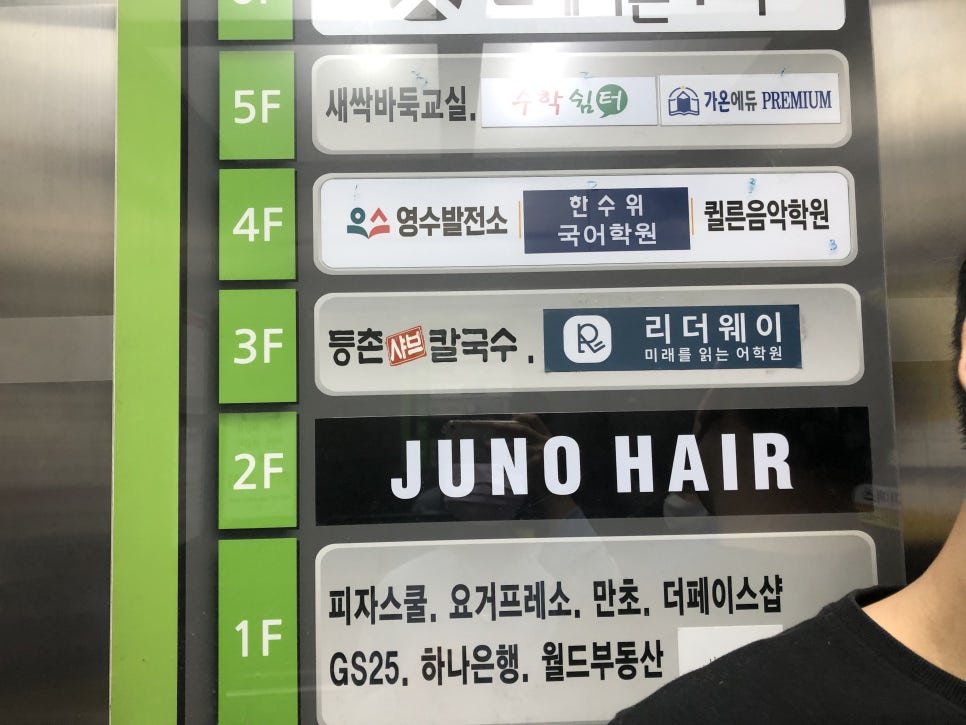 5F
새싹바둑교실.
수학쉼터
가온에듀 PREMIUM
4F
영수발전소
한수위
국어학원
퀼른음악학원
3F
등촌샤브칼국수.
리더웨이
미래를 읽는 어학원
2F
JUNO HAIR
1F
피자스쿨. 요거프레소. 만초. 더페이스샵
GS25. 하나은행. 월드부동산